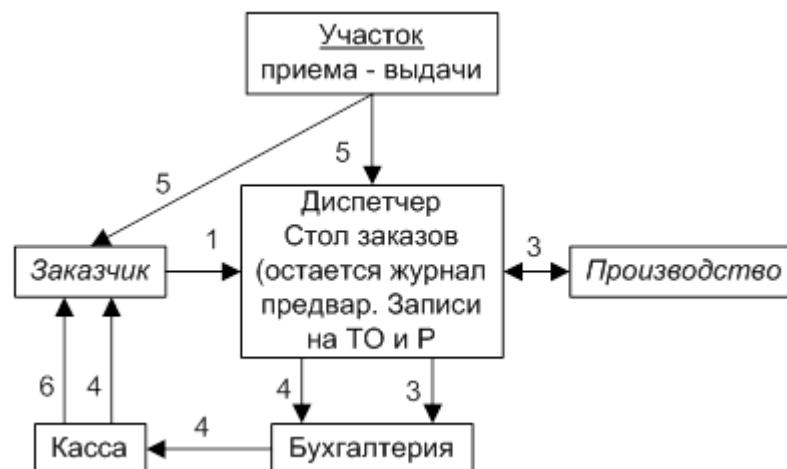 Участок
приема - выдачи
5
5
Диспетчер
Стол заказов
(остается журнал
предвар. Записи
на ТО и Р
1
3
Заказчик
Производство
6
4
4
3
4
Касса
Бухгалтерия